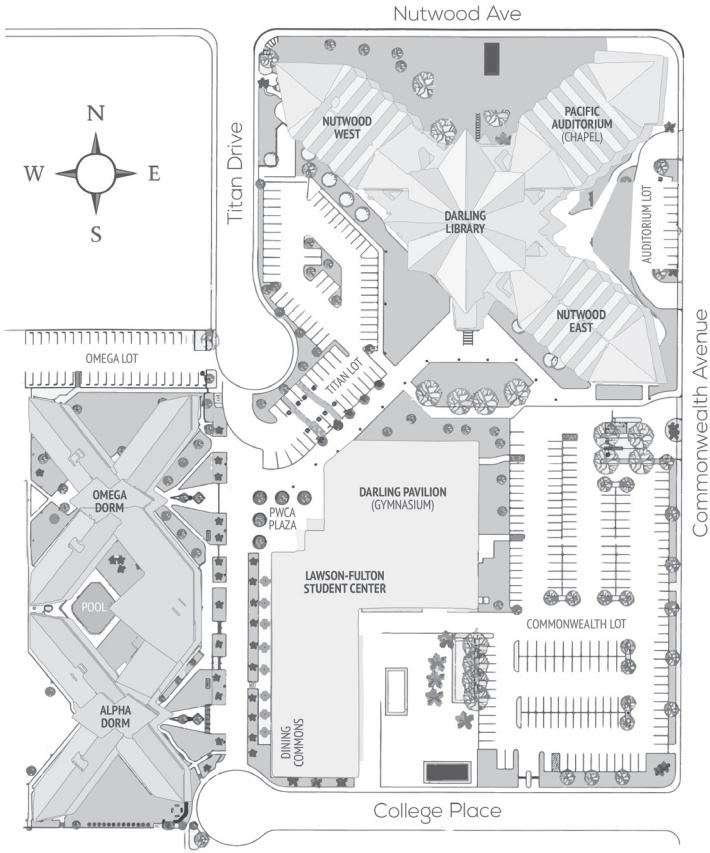 Nutwood Ave
N
W
E
S
Titan Drive
NUTWOOD
WEST
PACIFIC
AUDITORIUM
(CHAPEL)
DARLING
LIBRARY
AUDITORIUM LOT
NUTWOOD
EAST
Commonwealth Avenue
OMEGA LOT
TITAN LOT
OMEGA
DORM
DARLING PAVILION
(GYMNASIUM)
PWCA
PLAZA
LAWSON-FULTON
STUDENT CENTER
POOL
COMMONWEALTH LOT
ALPHA
DORM
DINING
COMMONS
College Place